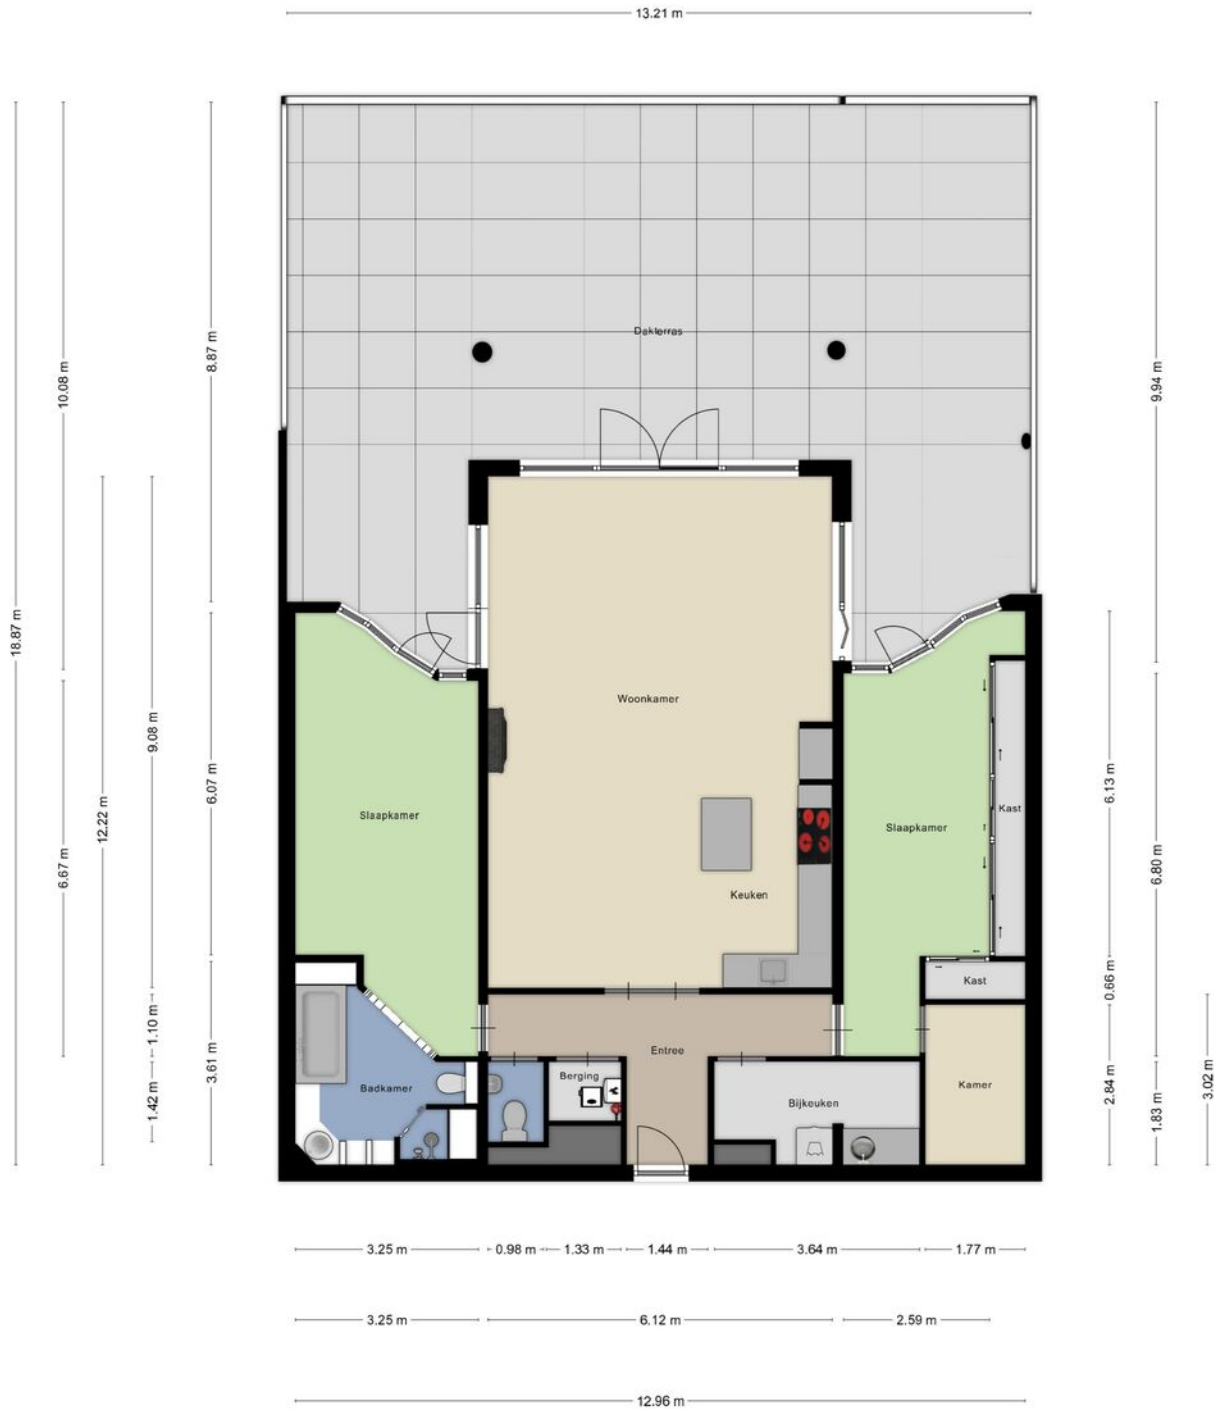 13.21 m
Dakterras
8.87 m
10.08 m
9.94 m
18.87 m
Woonkamer
9.08 m
6.07 m
12.22 m
6.13 m
Kast
Slaapkamer
Slaapkamer
6.67 m
6.80 m
Keuken
Kast
0.66 m
1.10 m
Entree
3.61 m
3.02 m
Berging
Badkamer
Kamer
2.84 m
1.42 m
Bijkeuken
1.83 m
3.25 m
0.98 m
1.33 m
1.44 m
3.64 m
1.77 m
3.25 m
6.12 m
2.59 m
12.96 m